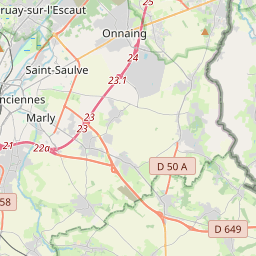 ruay-sur-l'Escaut
25
Onnaing
24
Saint-Saulve
23.1
nciennes
Marly
23
23
21
22a
D 50 A
58
D 649